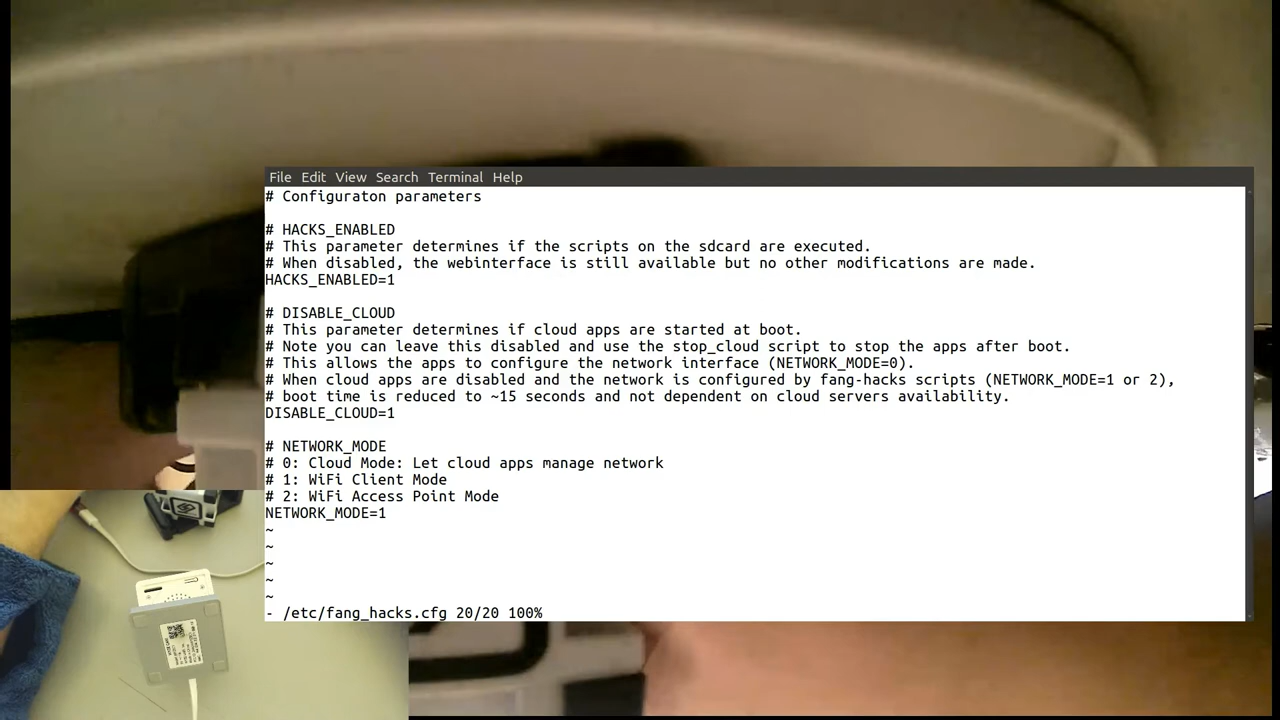 File Edit View Search Terminal Help
# Configuraton parameters
# HACKS_ENABLED
# This parameter determines if the scripts on the sdcard are executed.
# When disabled, the webinterface is still available but no other modifications are made.
HACKS_ENABLED=1
# DISABLE_CLOUD
# This parameter determines if cloud apps are started at boot.
# Note you can leave this disabled and use the stop_cloud script to stop the apps after boot.
# This allows the apps to configure the network interface (NETWORK_MODE=0).
# When cloud apps are disabled and the network is configured by fang-hacks scripts (NETWORK_MODE=1 or 2),
# boot time is reduced to ~15 seconds and not dependent on cloud servers availability.
DISABLE_CLOUD=1
# NETWORK_MODE
# 0: Cloud Mode: Let cloud apps manage network
# 1: WiFi Client Mode
# 2: WiFi Access Point Mode
NETWORK_MODE=1
~
~
~
~
~
- /etc/fang_hacks.cfg 20/20 100%